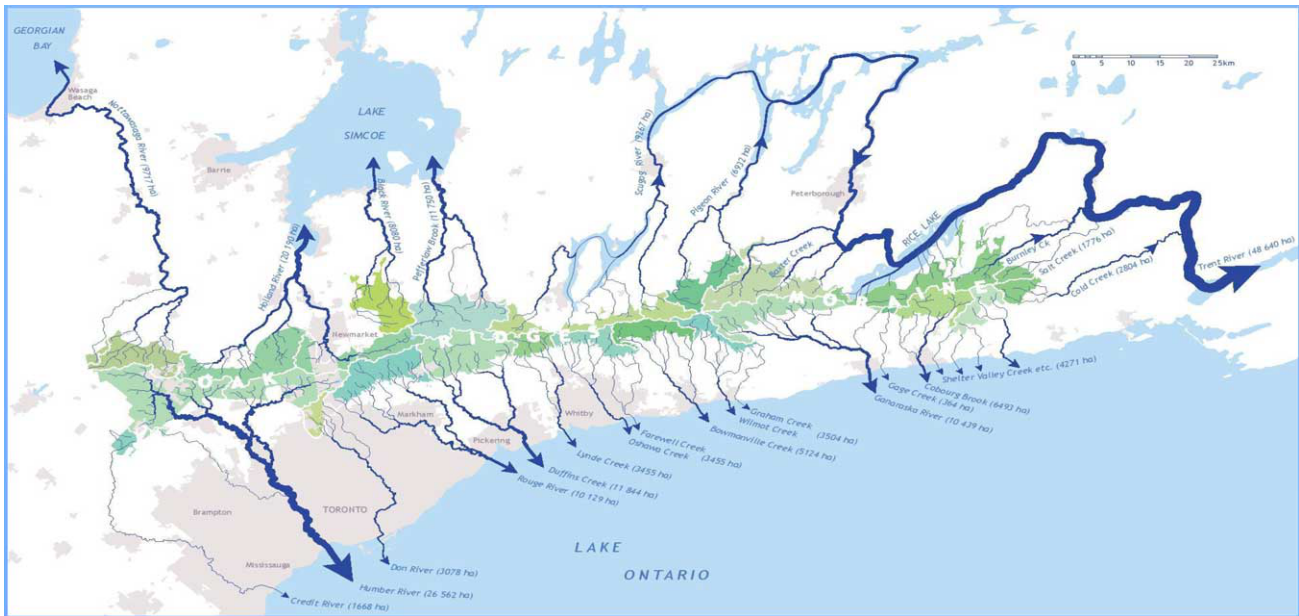 GEORGIAN
BAY
Wasaga
Beach
Nottawasaga River (9717 ha)
Barrie
LAKE
SIMCOE
Holland River (20 190 ha)
Black River (8080 ha)
Pefferlaw Brook (11 750 ha)
Scugog River (9267 ha)
Pigeon River (6932 ha)
0 5 10 15 20 25km
Peterborough
RICE LAKE
Baxter Creek
Burnley Ck
Salt Creek (1776 ha)
Cold Creek (2804 ha)
Trent River (48 640 ha)
Newmarket
OAK RIDGES MORAINE
Markham
Pickering
Whitby
Brampton
TORONTO
Mississauga
Credit River (1668 ha)
Humber River (26 562 ha)
Don River (3078 ha)
Rouge River (10 129 ha)
Duffins Creek (11 844 ha)
Lynde Creek (3455 ha)
Oshawa Creek (3455 ha)
Farewell Creek
Bowmanville Creek (5124 ha)
Wilmot Creek (3504 ha)
Graham Creek
Ganaraska River (10 439 ha)
Gage Creek (364 ha)
Cobourg Brook (6493 ha)
Shelter Valley Creek etc. (4271 ha)
LAKE
ONTARIO